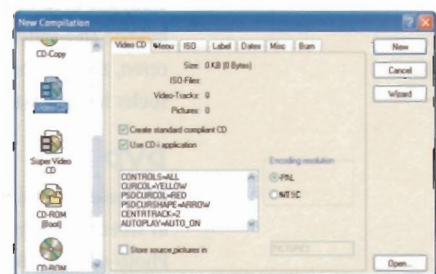 New Compilation
CD-Copy
Video CD
Super Video
CD
CD-ROM
(Boot)
CD-ROM
Video CD Menu ISO Label Dates Misc Burn
Size: 0 KB (0 Bytes)
ISO-Files:
Video-Tracks: 0
Pictures: 0
Create standard compliant CD
Use CD-i application
CONTROLS=ALL
CURCOL=YELLOW
PSDCURCOL=RED
PSDCURSHAPE=ARROW
CENTRTRACK=2
AUTOPLAY=AUTO_ON
Encoding resolution
PAL
NTSC
Store source pictures in
PICTURES
New
Cancel
Wizard
Open...